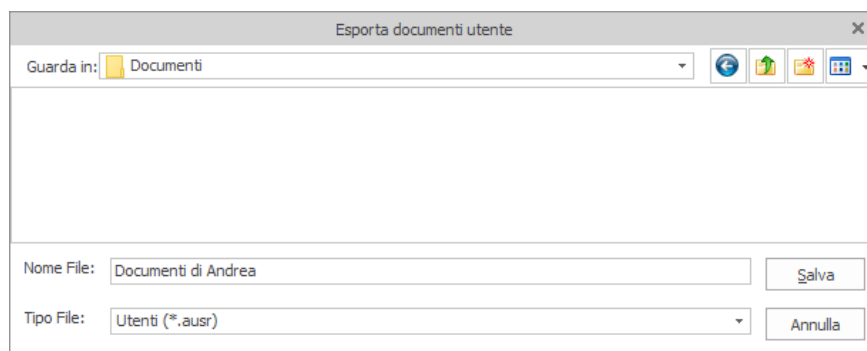 Esporta documenti utente
Guarda in: Documenti
Nome File: Documenti di Andrea
Salva
Tipo File: Utenti (*.ausr)
Annulla